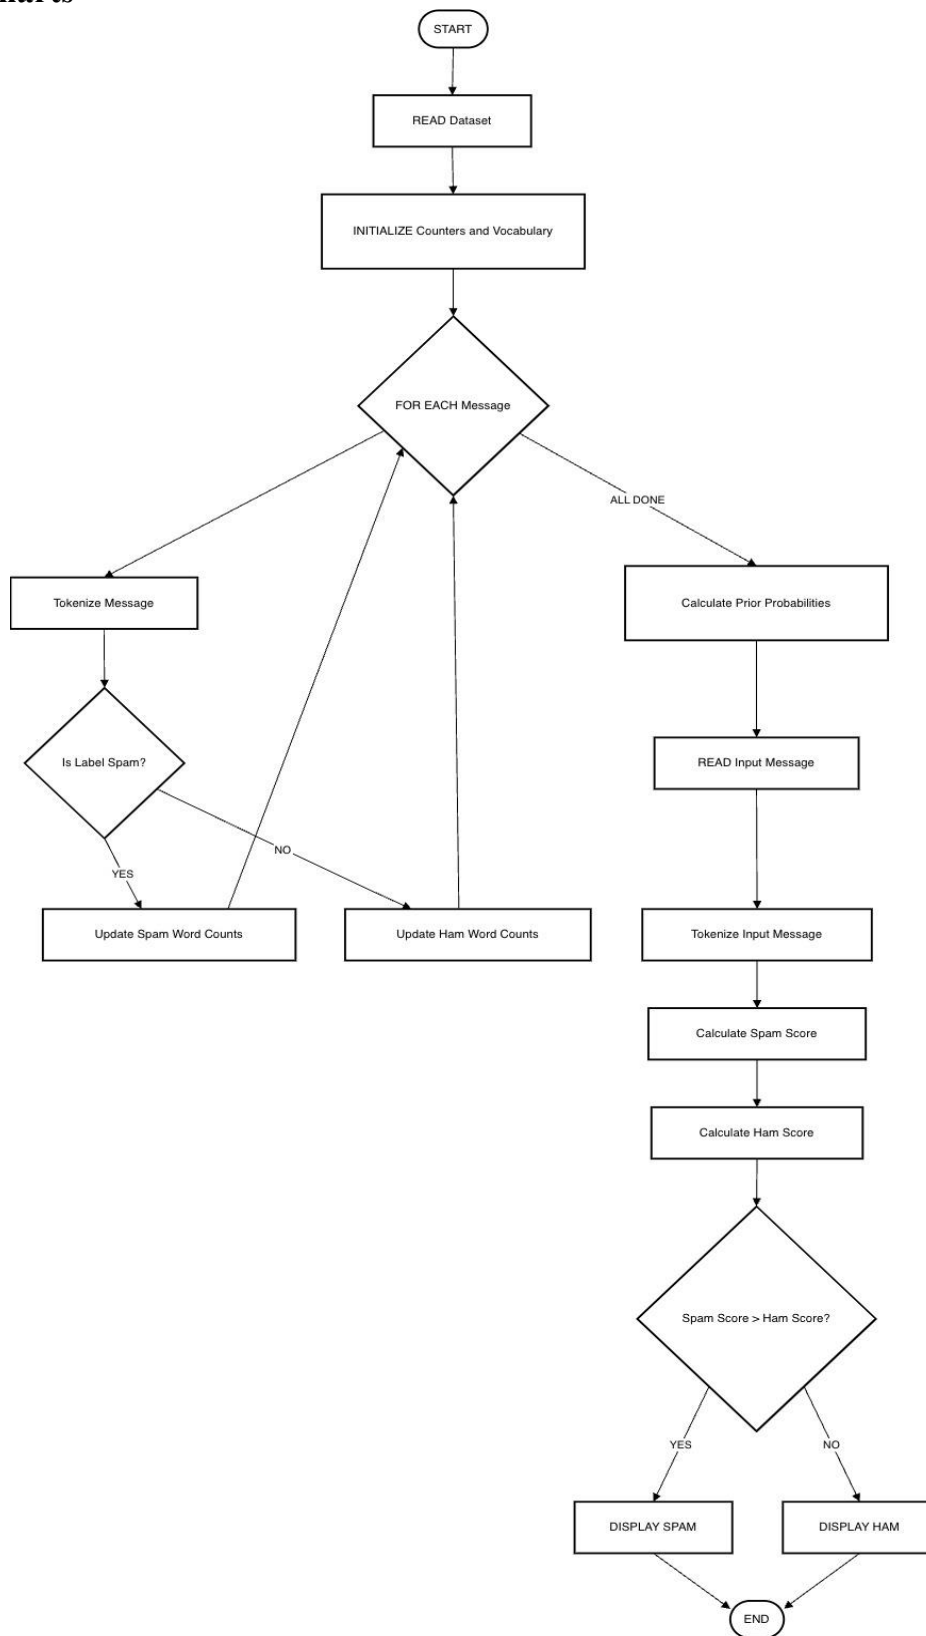 START
READ Dataset
INITIALIZE Counters and Vocabulary
FOR EACH Message
ALL DONE
Tokenize Message
Calculate Prior Probabilities
Is Label Spam?
READ Input Message
NO
YES
Update Spam Word Counts
Update Ham Word Counts
Tokenize Input Message
Calculate Spam Score
Calculate Ham Score
Spam Score > Ham Score?
YES
NO
DISPLAY SPAM
DISPLAY HAM
END